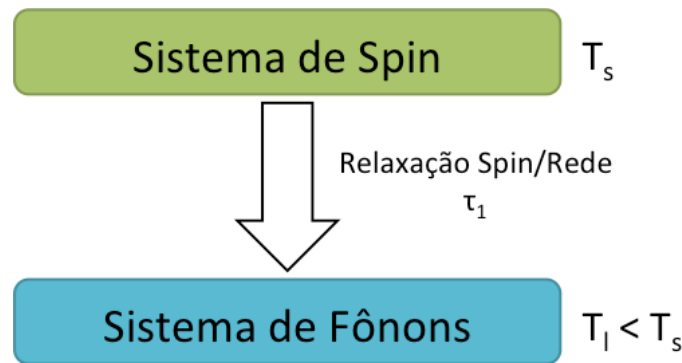 Sistema de Spin
Tₛ
Relaxação Spin/Rede
τ₁
Sistema de Fônons
Tₗ < Tₛ